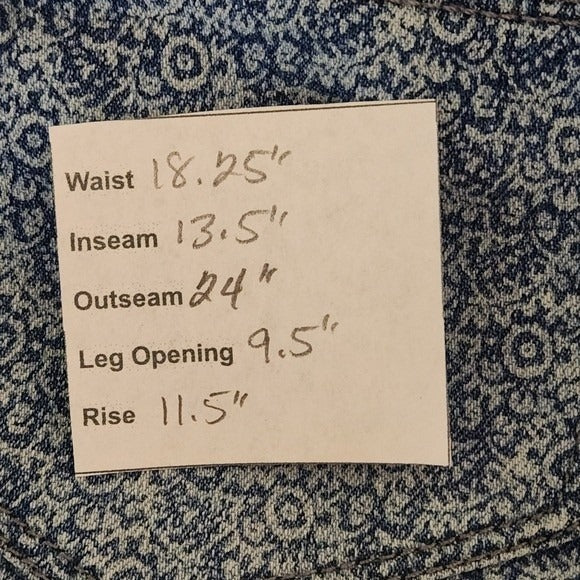 Waist 18.25"
Inseam 13.5"
Outseam 24"
Leg Opening 9.5"
Rise 11.5"